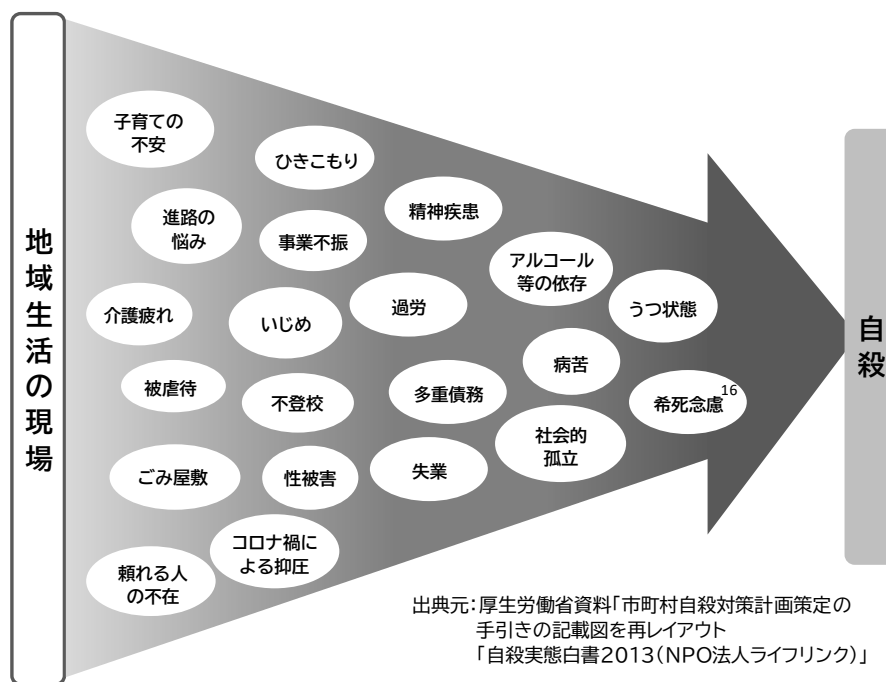 地域生活の現場
子育ての
不安
ひきこもり
精神疾患
進路の
悩み
事業不振
アルコール
等の依存
うつ状態
介護疲れ
いじめ
過労
病苦
被虐待
不登校
多重債務
希死念慮16
社会的
孤立
ごみ屋敷
性被害
失業
コロナ禍に
よる抑圧
頼れる人
の不在
自殺
出典元：厚生労働省資料「市町村自殺対策計画策定の
手引きの記載図を再レイアウト
「自殺実態白書2013（NPO法人ライフリンク）」